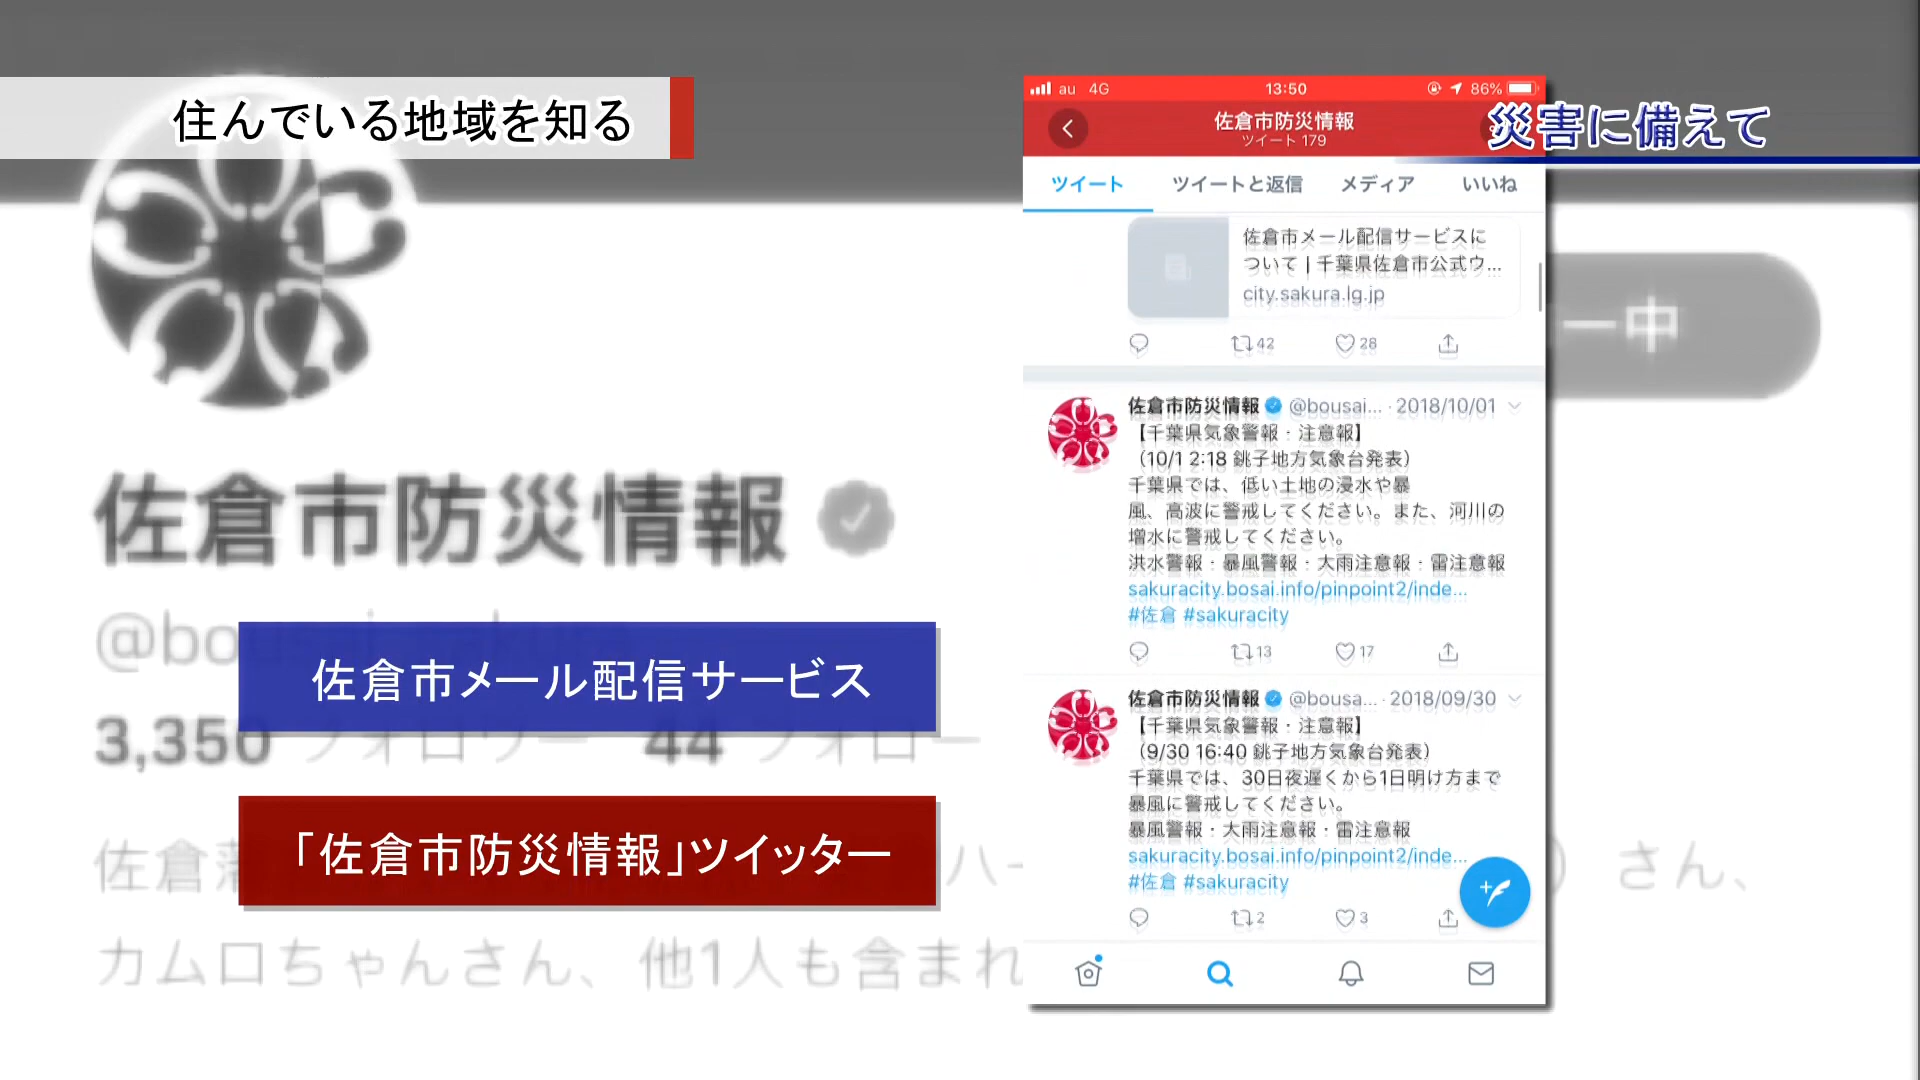 住んでいる地域を知る
災害に備えて
au 4G 13:50 86%
佐倉市防災情報
ツイート 179
ツイート ツイートと返信 メディア いいね
佐倉市メール配信サービスに
ついて | 千葉県佐倉市公式ウ...
city.sakura.lg.jp
42 28
佐倉市防災情報 @bousai... · 2018/10/01
【千葉県気象警報・注意報】
（10/1 2:18 銚子地方気象台発表）
千葉県では、低い土地の浸水や暴
風、高波に警戒してください。また、河川の
増水に警戒してください。
洪水警報・暴風警報・大雨注意報・雷注意報
sakuracity.bosai.info/pinpoint2/inde...
#佐倉 #sakuracity
13 17
佐倉市防災情報 @bousa... · 2018/09/30
【千葉県気象警報・注意報】
（9/30 16:40 銚子地方気象台発表）
千葉県では、30日夜遅くから1日明け方まで
暴風に警戒してください。
暴風警報・大雨注意報・雷注意報
sakuracity.bosai.info/pinpoint2/inde...
#佐倉 #sakuracity
2 3
ー中
佐倉市防災情報
佐倉市メール配信サービス
3,350 フォロワー 44 フォロー
「佐倉市防災情報」ツイッター
さん、
カムロちゃんさん、他1人も含まれ